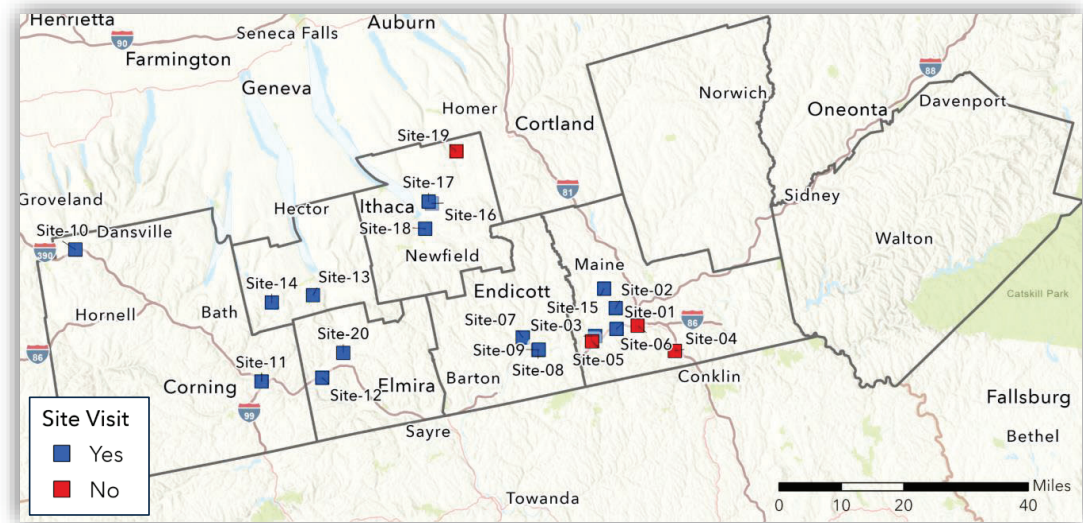 Henrietta
Auburn
Seneca Falls
90
Farmington
Geneva
88
Norwich
Davenport
Homer
Oneonta
Cortland
Site-19
81
Site-17
Sidney
Groveland
Hector
Ithaca
Site-16
Site-10
Dansville
Site-18
Walton
390
Newfield
Maine
Site-14
Site-13
Endicott
Site-02
Catskill Park
Hornell
Bath
Site-15
Site-01
86
Site-07
Site-03
Site-20
Site-06
Site-04
86
Site-09
Site-05
Site-11
Site-08
Conklin
Corning
Site-12
Elmira
Barton
Fallsburg
99
Sayre
Bethel
Site Visit
Yes
No
Towanda
Miles
0 10 20 40